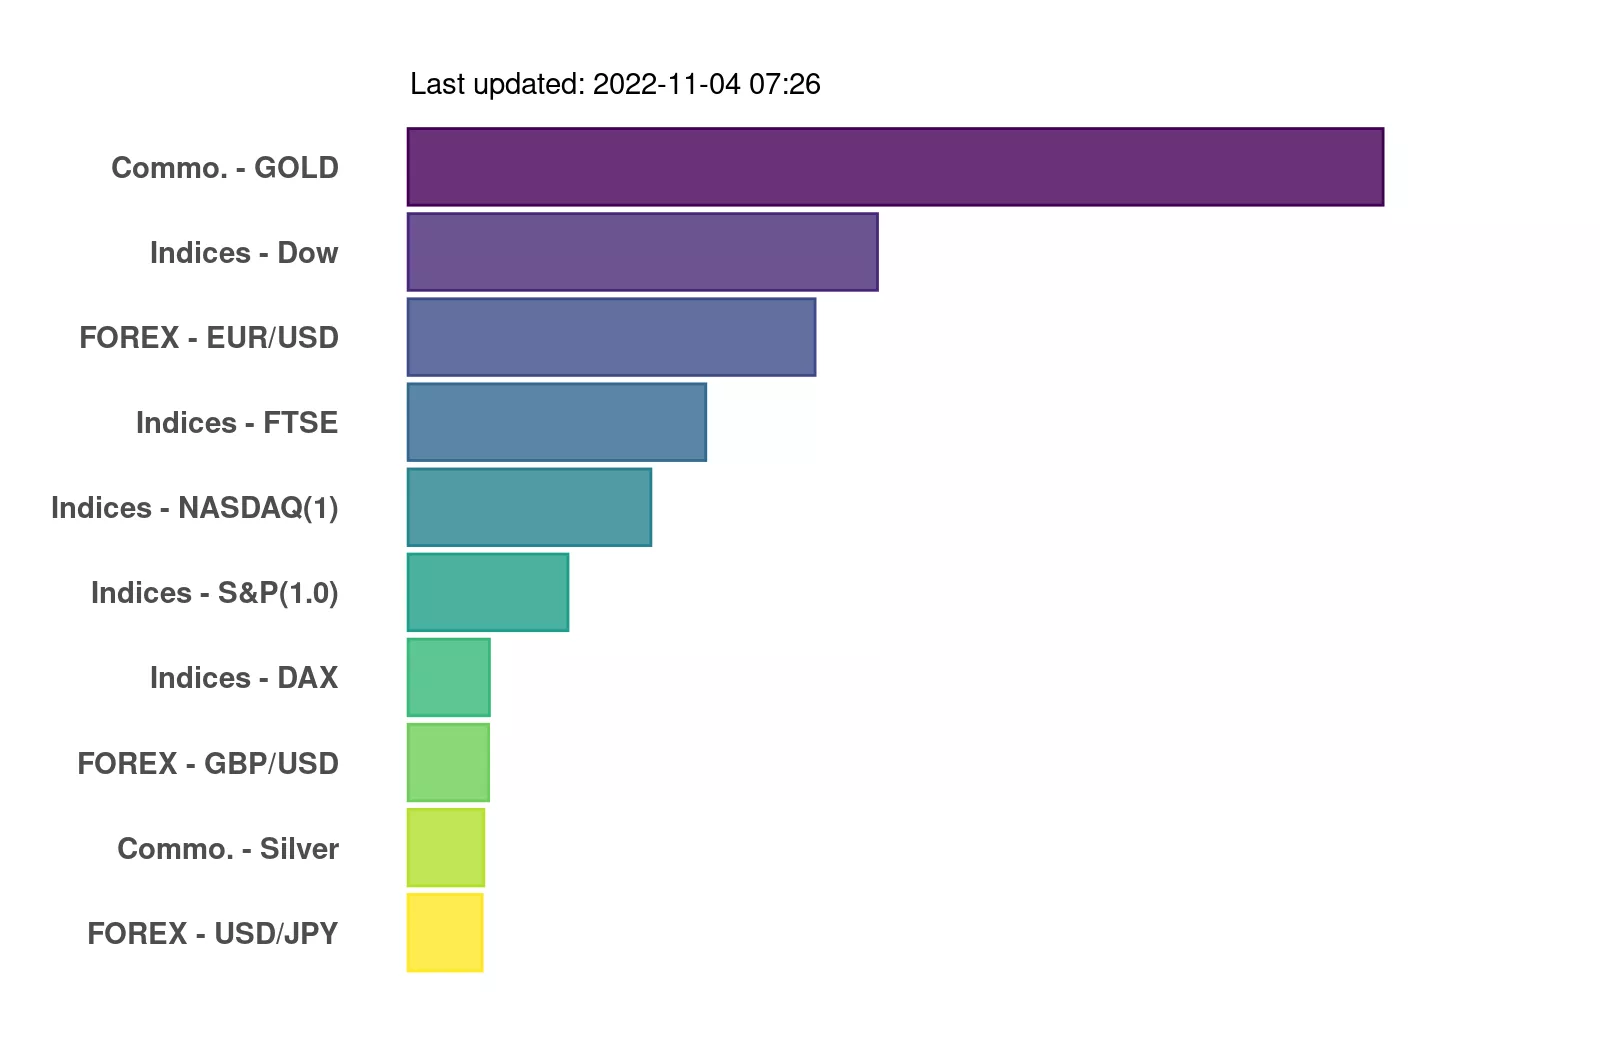 Last updated: 2022-11-04 07:26
Commo. - GOLD
Indices - Dow
FOREX - EUR/USD
Indices - FTSE
Indices - NASDAQ(1)
Indices - S&P(1.0)
Indices - DAX
FOREX - GBP/USD
Commo. - Silver
FOREX - USD/JPY